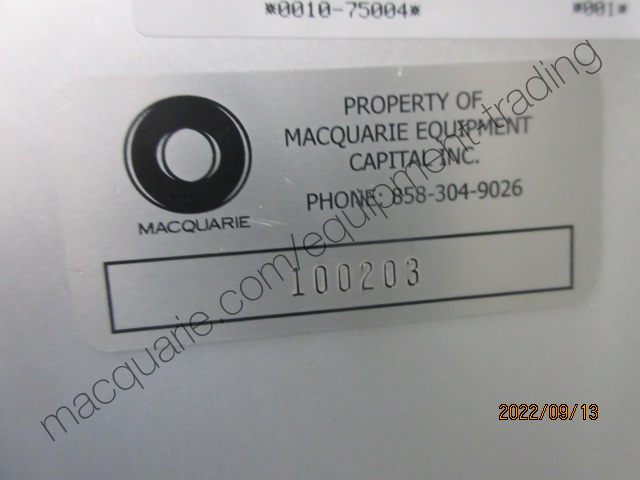 *0010-75004* *001*
PROPERTY OF
MACQUARIE EQUIPMENT
CAPITAL INC.
PHONE: 858-304-9026
MACQUARIE
100203
macquarie.com/equipment-trading
2022/09/13